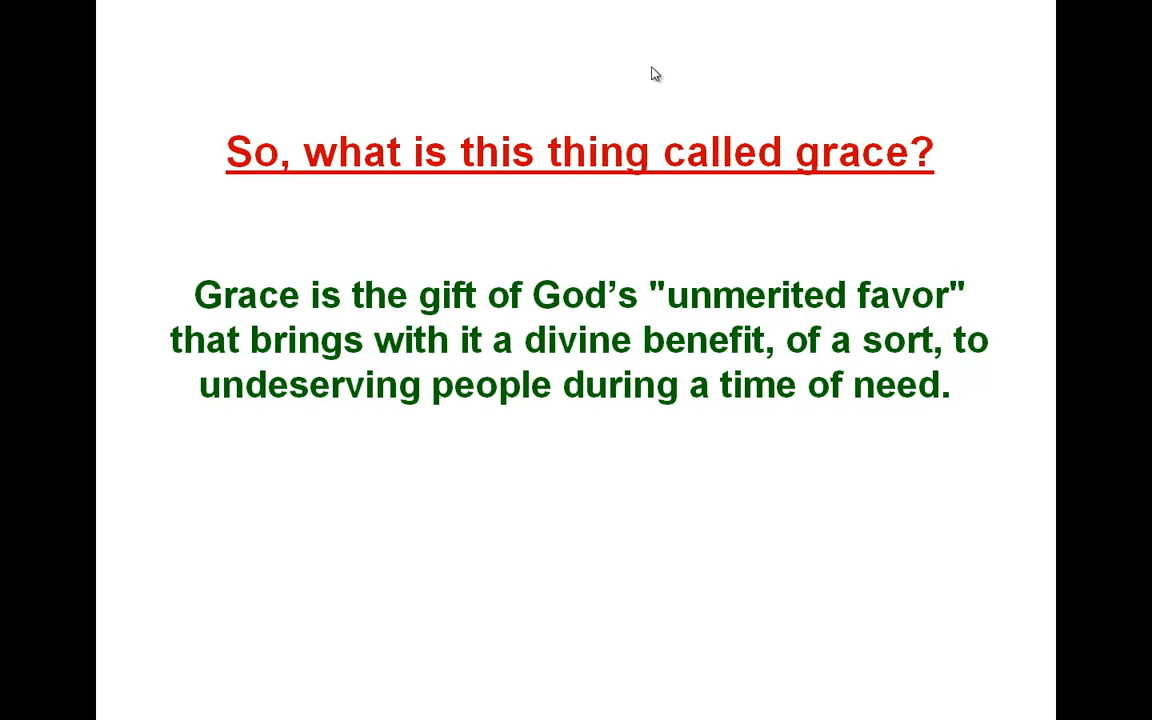 So, what is this thing called grace?
Grace is the gift of God’s "unmerited favor"
that brings with it a divine benefit, of a sort, to
undeserving people during a time of need.